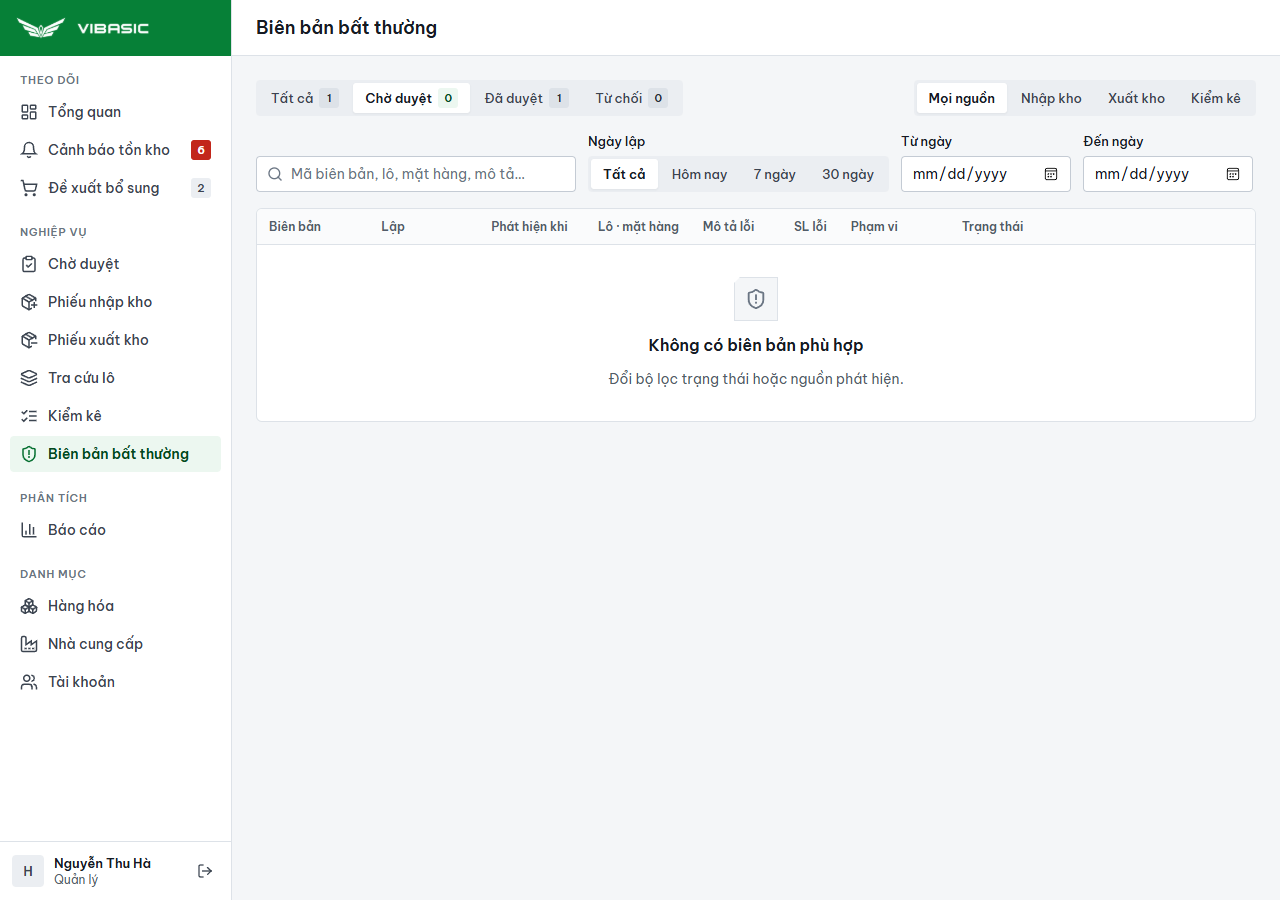 VIBASIC
Biên bản bất thường
THEO DÕI
Tổng quan
Cảnh báo tồn kho 6
Đề xuất bổ sung 2
NGHIỆP VỤ
Chờ duyệt
Phiếu nhập kho
Phiếu xuất kho
Tra cứu lô
Kiểm kê
Biên bản bất thường
PHÂN TÍCH
Báo cáo
DANH MỤC
Hàng hóa
Nhà cung cấp
Tài khoản
H
Nguyễn Thu Hà
Quản lý
Tất cả 1 Chờ duyệt 0 Đã duyệt 1 Từ chối 0
Mọi nguồn Nhập kho Xuất kho Kiểm kê
Ngày lập Từ ngày Đến ngày
Mã biên bản, lô, mặt hàng, mô tả... Tất cả Hôm nay 7 ngày 30 ngày mm/dd/yyyy mm/dd/yyyy
Biên bản Lập Phát hiện khi Lô · mặt hàng Mô tả lỗi SL lỗi Phạm vi Trạng thái
Không có biên bản phù hợp
Đổi bộ lọc trạng thái hoặc nguồn phát hiện.